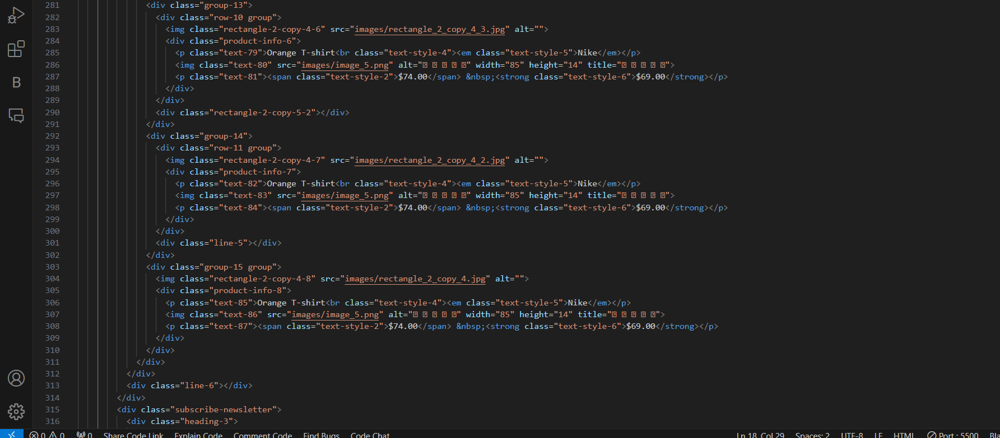 281 <div class="group-13">
282 <div class="row-10 group">
283 <img class="rectangle-2-copy-4-6" src="images/rectangle_2_copy_4_3.jpg" alt="">
284 <div class="product-info-6">
285 <p class="text-79">Orange T-shirt<br class="text-style-4"><em class="text-style-5">Nike</em></p>
286 <img class="text-80" src="images/image_5.png" alt="    " width="85" height="14" title="    ">
287 <p class="text-81"><span class="text-style-2">$74.00</span> &nbsp;<strong class="text-style-6">$69.00</strong></p>
288 </div>
289 </div>
290 <div class="rectangle-2-copy-5-2"></div>
291 </div>
292 <div class="group-14">
293 <div class="row-11 group">
294 <img class="rectangle-2-copy-4-7" src="images/rectangle_2_copy_4_2.jpg" alt="">
295 <div class="product-info-7">
296 <p class="text-82">Orange T-shirt<br class="text-style-4"><em class="text-style-5">Nike</em></p>
297 <img class="text-83" src="images/image_5.png" alt="    " width="85" height="14" title="    ">
298 <p class="text-84"><span class="text-style-2">$74.00</span> &nbsp;<strong class="text-style-6">$69.00</strong></p>
299 </div>
300 </div>
301 <div class="line-5"></div>
302 </div>
303 <div class="group-15 group">
304 <img class="rectangle-2-copy-4-8" src="images/rectangle_2_copy_4.jpg" alt="">
305 <div class="product-info-8">
306 <p class="text-85">Orange T-shirt<br class="text-style-4"><em class="text-style-5">Nike</em></p>
307 <img class="text-86" src="images/image_5.png" alt="    " width="85" height="14" title="    ">
308 <p class="text-87"><span class="text-style-2">$74.00</span> &nbsp;<strong class="text-style-6">$69.00</strong></p>
309 </div>
310 </div>
311 </div>
312 </div>
313 <div class="line-6"></div>
314 </div>
315 <div class="subscribe-newsletter">
316 <div class="heading-3">
B
0 0 0 Share Code Link Explain Code Comment Code Find Bugs Code Chat Ln 18, Col 29 Spaces: 2 UTF-8 LF HTML Port : 5500